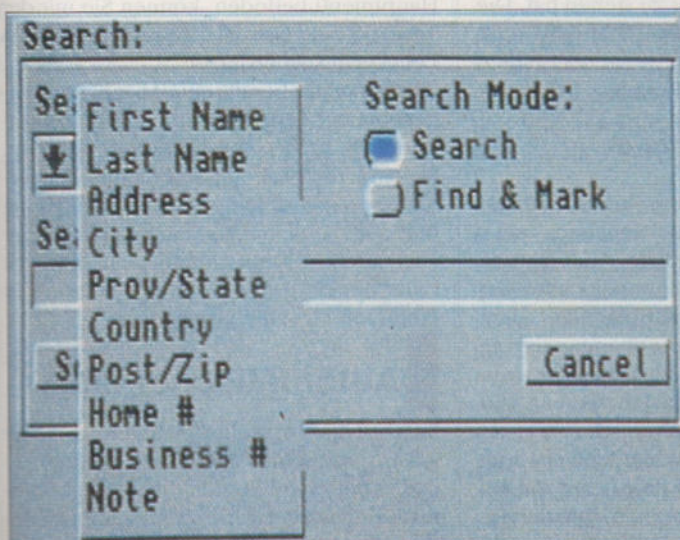 Search:
First Name
Last Name
Address
City
Prov/State
Country
Post/Zip
Home #
Business #
Note
Search Mode:
Search
Find & Mark
Cancel